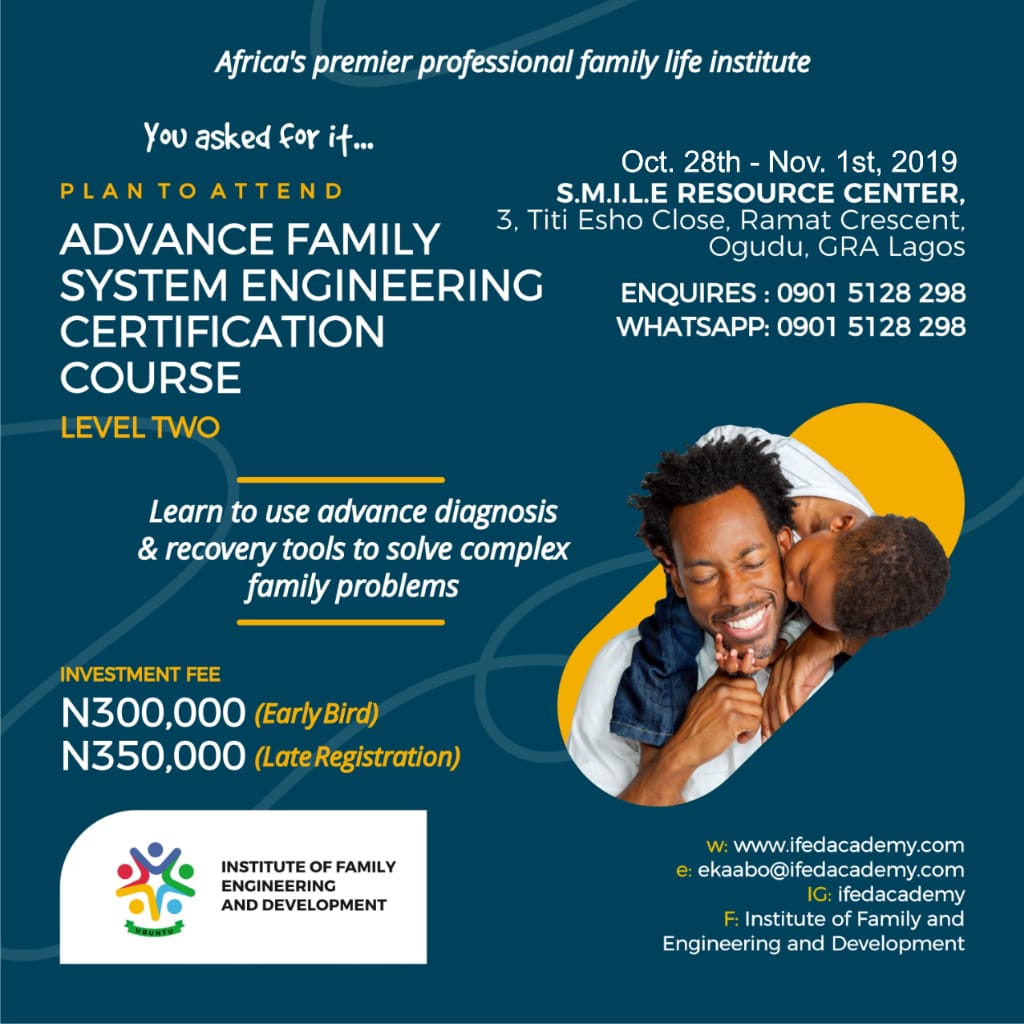 Africa's premier professional family life institute
You asked for it...
PLAN TO ATTEND
ADVANCE FAMILY
SYSTEM ENGINEERING
CERTIFICATION
COURSE
LEVEL TWO
Oct. 28th - Nov. 1st, 2019
S.M.I.L.E RESOURCE CENTER,
3, Titi Esho Close, Ramat Crescent,
Ogudu, GRA Lagos
ENQUIRES : 0901 5128 298
WHATSAPP: 0901 5128 298
Learn to use advance diagnosis
& recovery tools to solve complex
family problems
INVESTMENT FEE
N300,000 (Early Bird)
N350,000 (Late Registration)
UBUNTU
INSTITUTE OF FAMILY
ENGINEERING
AND DEVELOPMENT
w: www.ifedacademy.com
e: ekaabo@ifedacademy.com
IG: ifedacademy
F: Institute of Family and
Engineering and Development